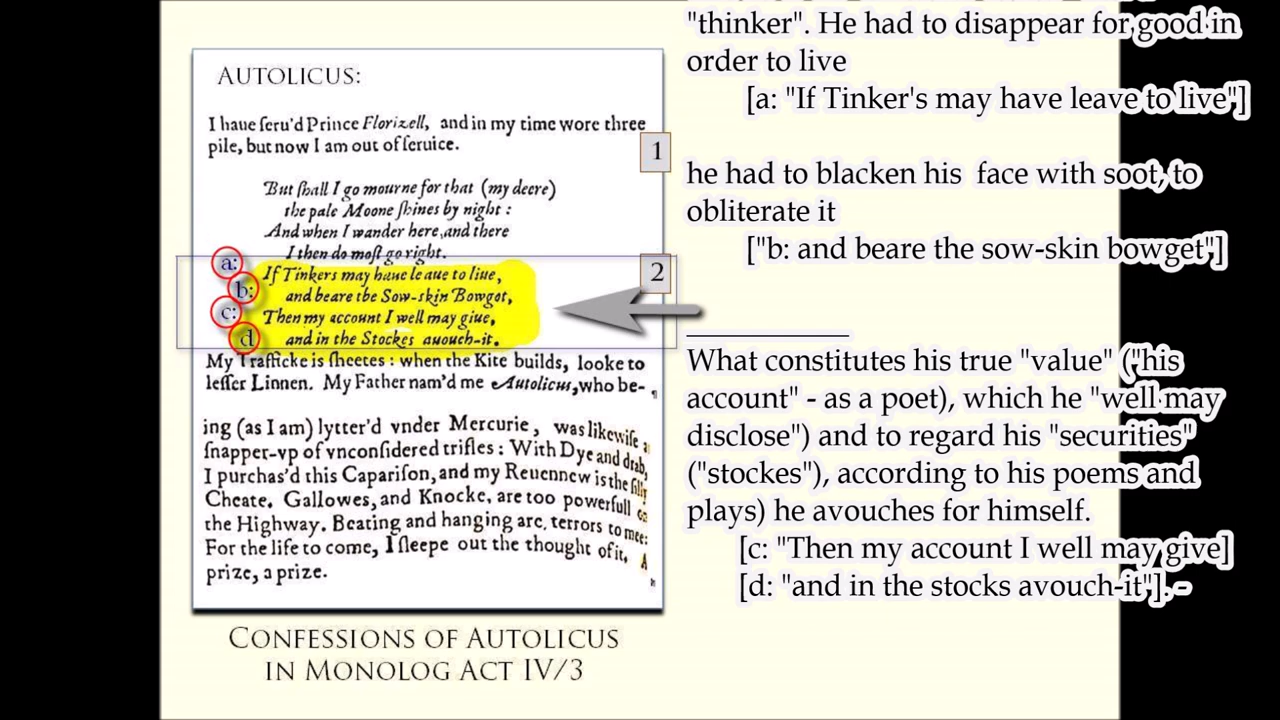 AUTOLICUS:
I haue ſeru'd Prince Florizell, and in my time wore three
pile, but now I am out of ſeruice.
1
But ſhall I go mourne for that (my deere)
the pale Moone ſhines by night :
And when I wander here, and there
I then do moſt go right.
2
a:
If Tinkers may haue leaue to liue,
b:
and beare the Sow-skin Bowget,
c:
Then my account I well may giue,
d
and in the Stockes auouch-it.
My Trafficke is ſheetes : when the Kite builds, looke to
leſſer Linnen. My Father nam'd me Autolicus, who be-
ing (as I am) lytter'd vnder Mercurie, was likewiſe a
ſnapper-vp of vnconſidered trifles : With Dye and drab,
I purchas'd this Capariſon, and my Reuennew is the ſilly
Cheate. Gallowes, and Knocke, are too powerfull on
the Highway. Beating and hanging are terrors to mee:
For the life to come, I ſleepe out the thought of it. A
prize, a prize.
CONFESSIONS OF AUTOLICUS
IN MONOLOG ACT IV/3
"thinker". He had to disappear for good in
order to live
[a: "If Tinker's may have leave to live"]
he had to blacken his face with soot, to
obliterate it
["b: and beare the sow-skin bowget"]
What constitutes his true "value" ("his
account" - as a poet), which he "well may
disclose") and to regard his "securities"
("stockes"), according to his poems and
plays) he avouches for himself.
[c: "Then my account I well may give]
[d: "and in the stocks avouch-it"]. -